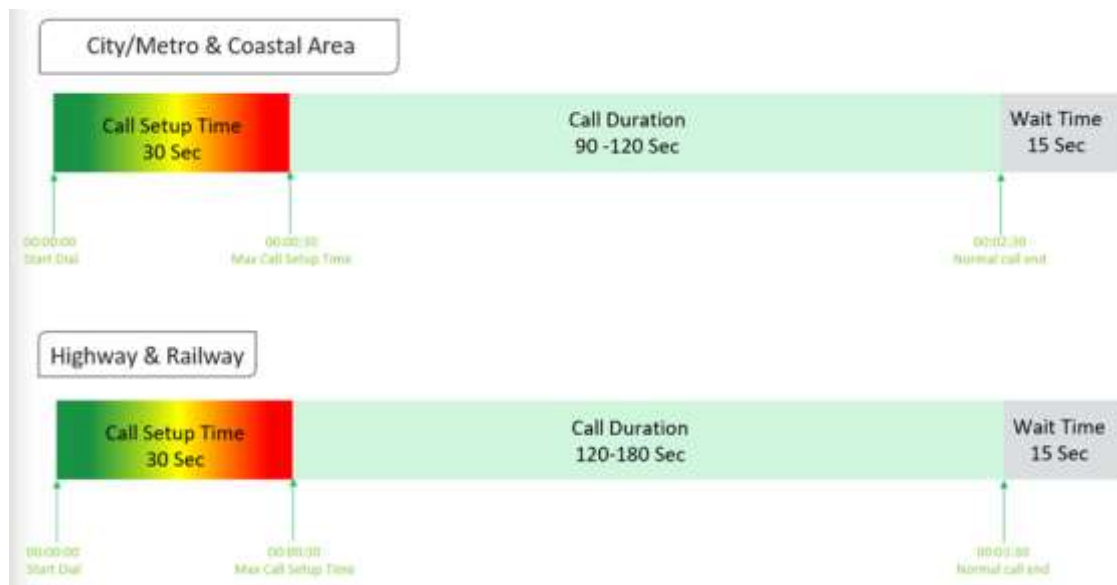 City/Metro & Coastal Area
Call Setup Time
30 Sec
Call Duration
90 -120 Sec
Wait Time
15 Sec
00:00:00
Start Dial
00:00:30
Max Call Setup Time
00:02:30
Normal call end
Highway & Railway
Call Setup Time
30 Sec
Call Duration
120-180 Sec
Wait Time
15 Sec
00:00:00
Start Dial
00:00:30
Max Call Setup Time
Normal call end